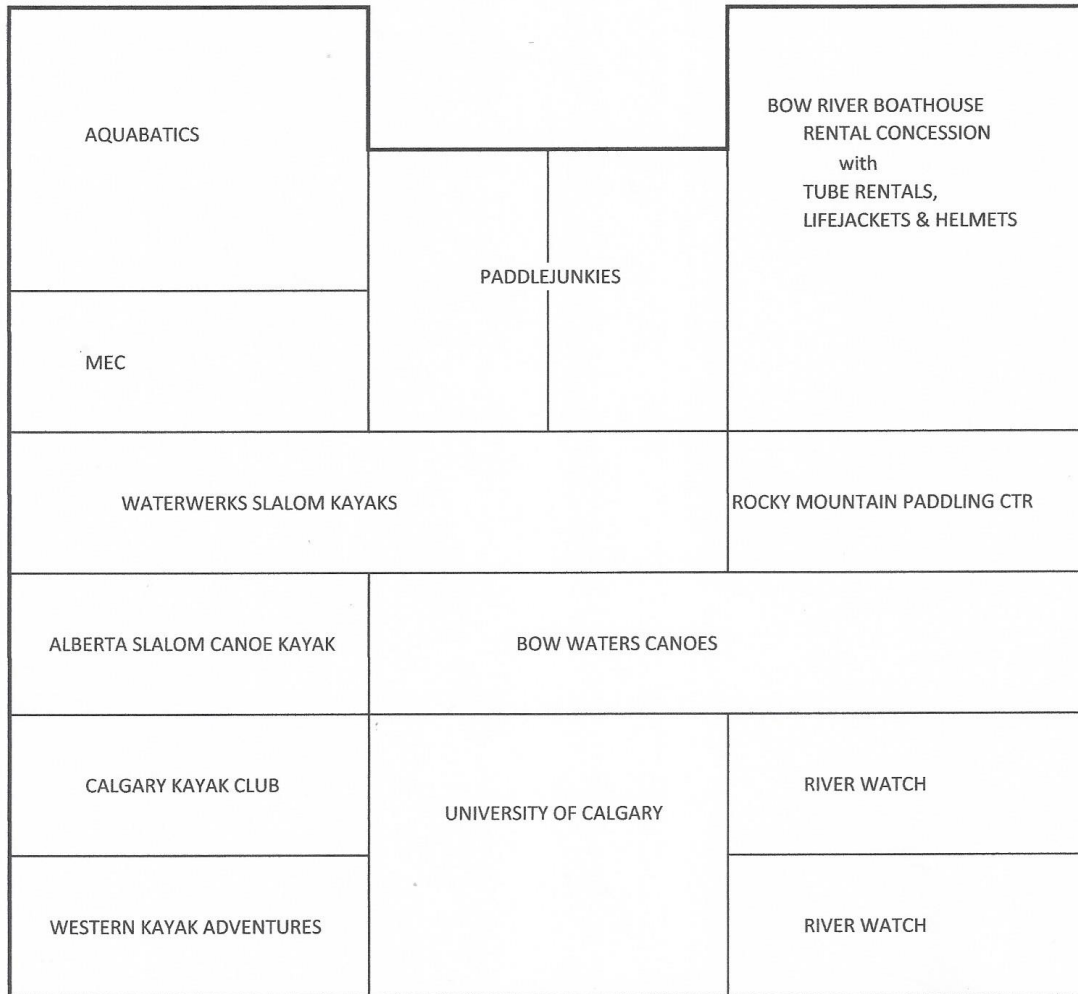 AQUABATICS
BOW RIVER BOATHOUSE
RENTAL CONCESSION
with
TUBE RENTALS,
LIFEJACKETS & HELMETS
PADDLEJUNKIES
MEC
WATERWERKS SLALOM KAYAKS
ROCKY MOUNTAIN PADDLING CTR
ALBERTA SLALOM CANOE KAYAK
BOW WATERS CANOES
CALGARY KAYAK CLUB
UNIVERSITY OF CALGARY
RIVER WATCH
WESTERN KAYAK ADVENTURES
RIVER WATCH